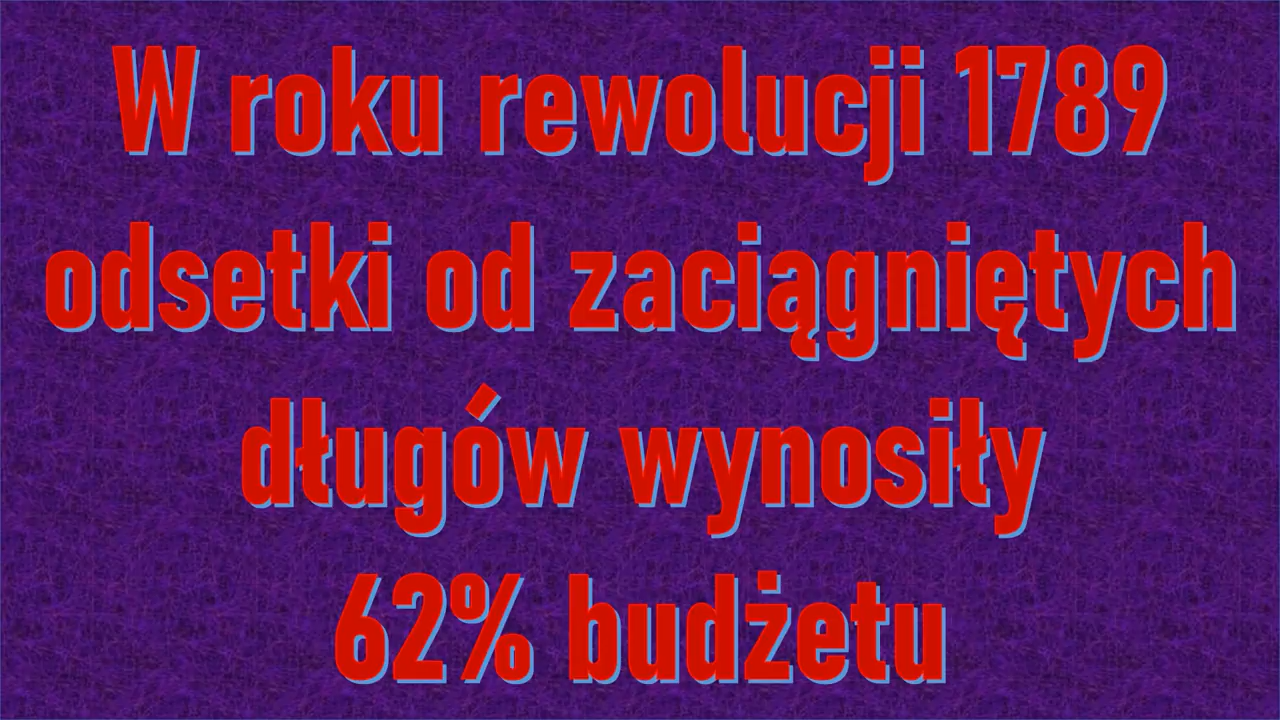 W roku rewolucji 1789
odsetki od zaciągniętych
długów wynosiły
62% budżetu